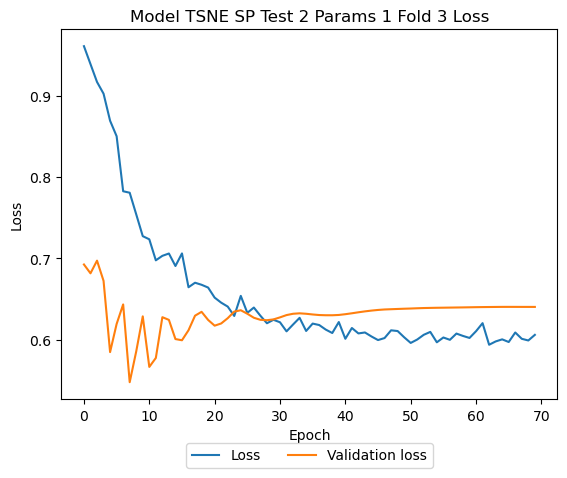 Model TSNE SP Test 2 Params 1 Fold 3 Loss
0.9
0.8
0.7
0.6
Loss
0 10 20 30 40 50 60 70
Epoch
Loss Validation loss